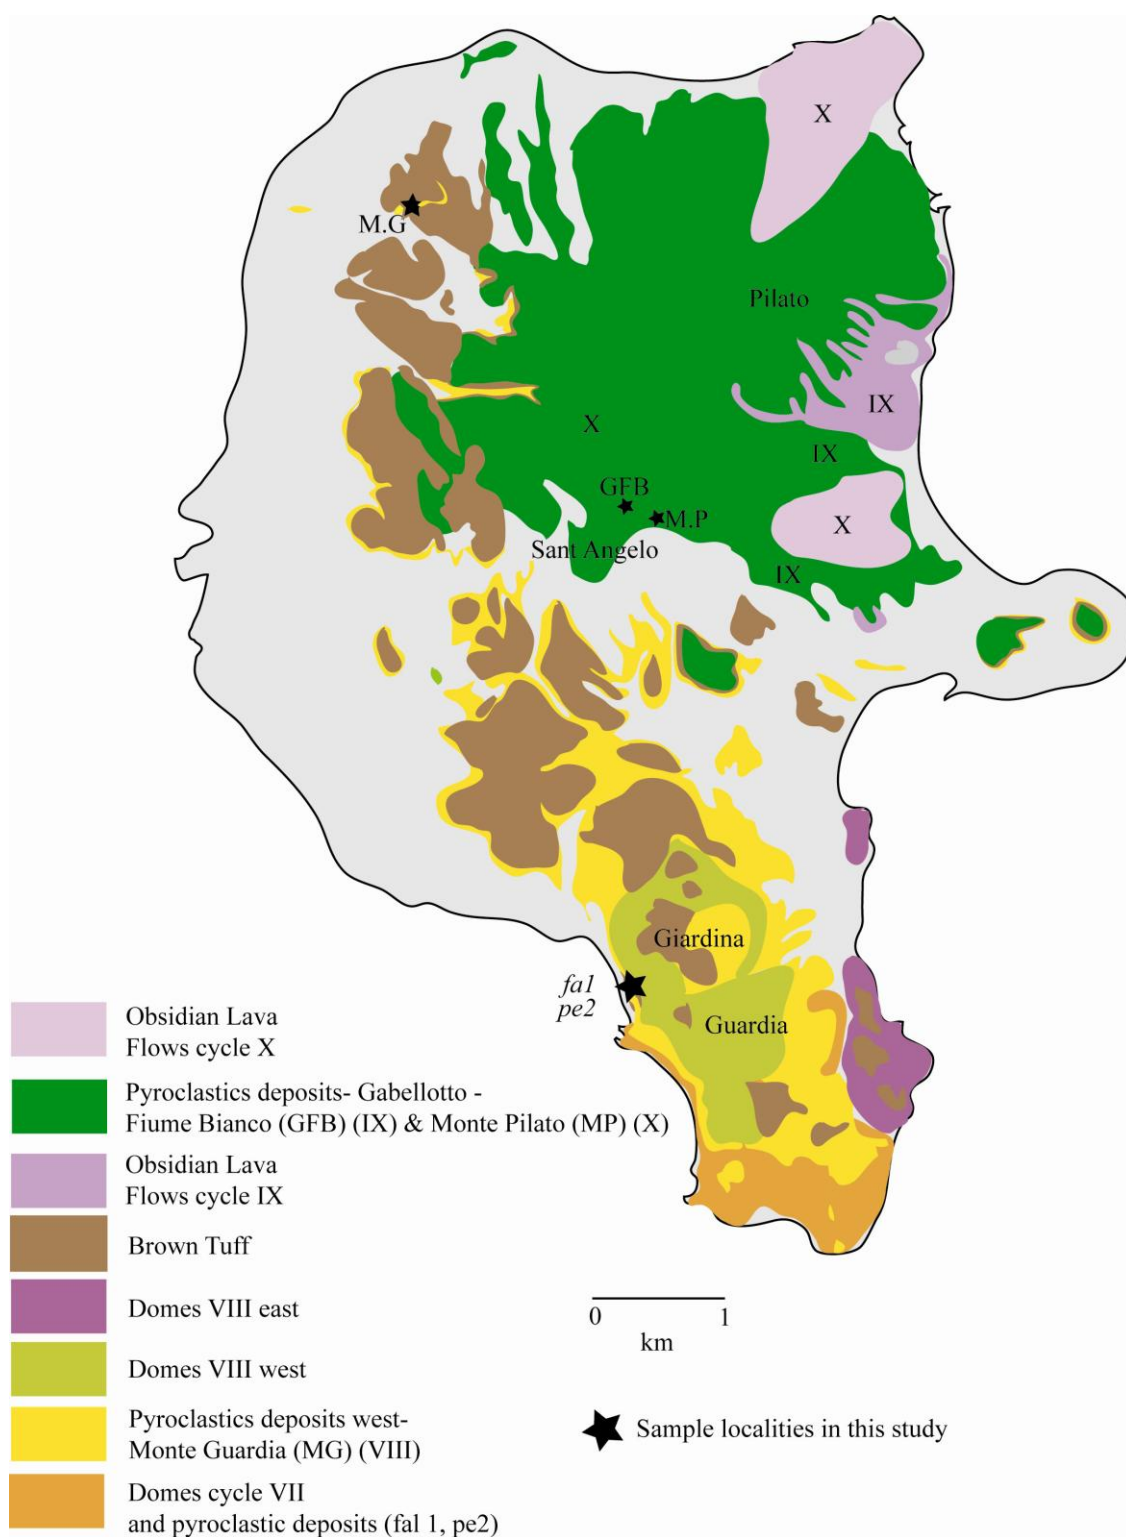 X
M.G
Pilato
IX
X
IX
GFB
M.P
X
Sant Angelo
IX
Giardina
fa1
pe2
Guardia
Obsidian Lava
Flows cycle X
Pyroclastics deposits- Gabellotto -
Fiume Bianco (GFB) (IX) & Monte Pilato (MP) (X)
Obsidian Lava
Flows cycle IX
Brown Tuff
Domes VIII east
Domes VIII west
Pyroclastics deposits west-
Monte Guardia (MG) (VIII)
Domes cycle VII
and pyroclastic deposits (fal 1, pe2)
0 1
km
Sample localities in this study